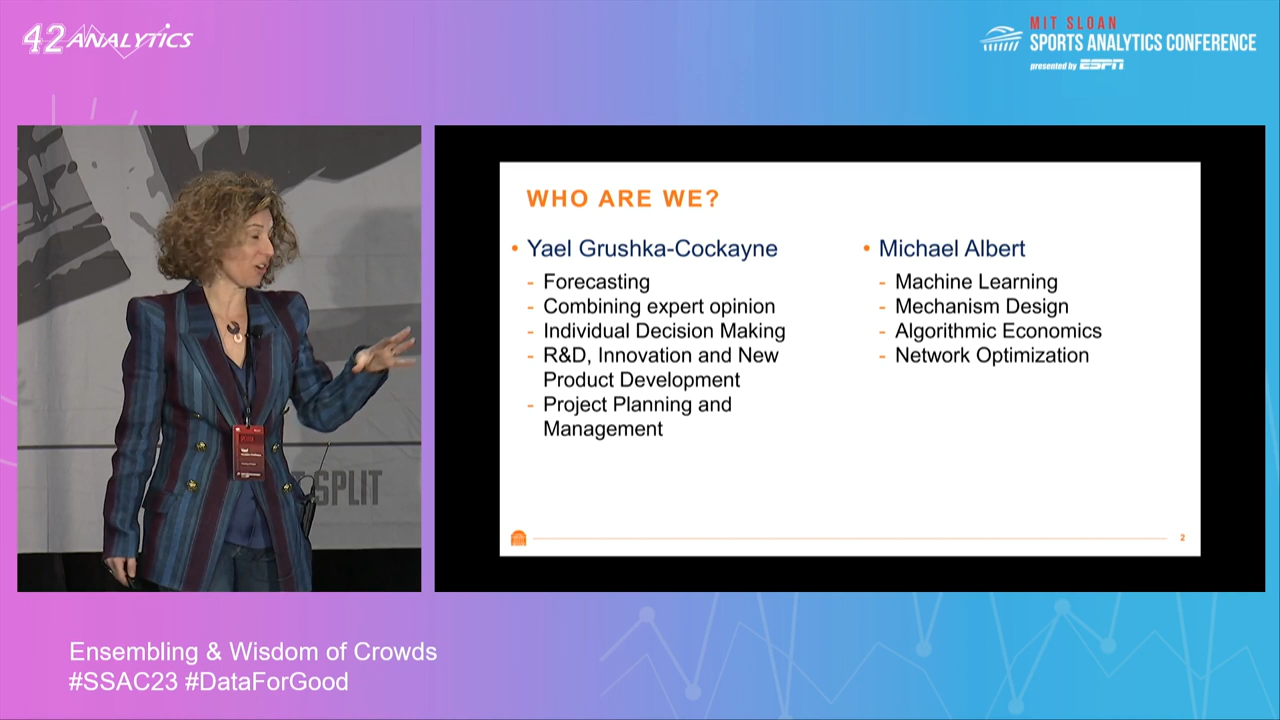 42 ANALYTICS
MIT SLOAN
SPORTS ANALYTICS CONFERENCE
presented by ESPN
WHO ARE WE?
• Yael Grushka-Cockayne
- Forecasting
- Combining expert opinion
- Individual Decision Making
- R&D, Innovation and New
Product Development
- Project Planning and
Management
• Michael Albert
- Machine Learning
- Mechanism Design
- Algorithmic Economics
- Network Optimization
2
SPLIT
Ensembling & Wisdom of Crowds
#SSAC23 #DataForGood